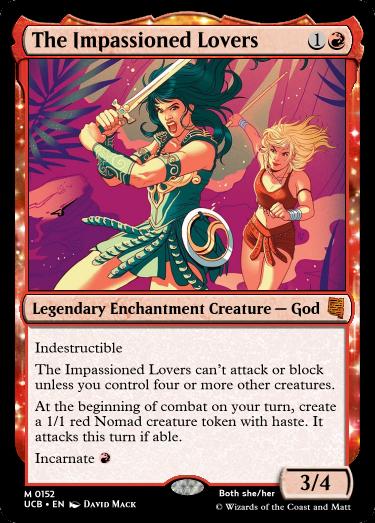 The Impassioned Lovers 1
Legendary Enchantment Creature — God
Indestructible
The Impassioned Lovers can't attack or block
unless you control four or more other creatures.
At the beginning of combat on your turn, create
a 1/1 red Nomad creature token with haste. It
attacks this turn if able.
Incarnate
3/4
M 0152
UCB • EN DAVID MACK
Both she/her
© Wizards of the Coast and Matt